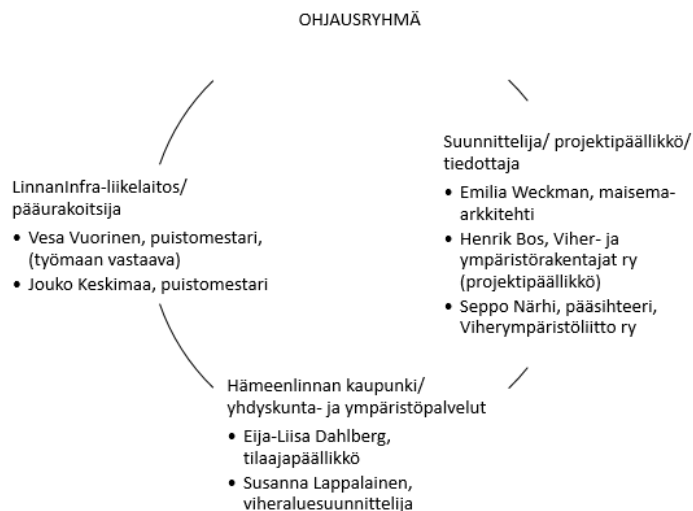 OHJAUSRYHMÄ
Suunnittelija/ projektipäällikkö/
tiedottaja
• Emilia Weckman, maisema-
arkkitehti
• Henrik Bos, Viher- ja
ympäristörakentajat ry
(projektipäällikkö)
• Seppo Närhi, pääsihteeri,
Viherympäristöliitto ry
Hämeenlinnan kaupunki/
yhdyskunta- ja ympäristöpalvelut
• Eija-Liisa Dahlberg,
tilaajapäällikkö
• Susanna Lappalainen,
viheraluesuunnittelija
LinnanInfra-liikelaitos/
pääurakoitsija
• Vesa Vuorinen, puistomestari,
(työmaan vastaava)
• Jouko Keskimaa, puistomestari